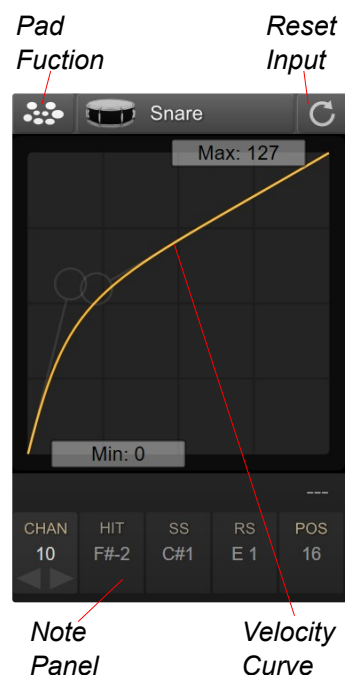 Pad
Fuction
Reset
Input
Snare
Max: 127
Min: 0
---
CHAN HIT SS RS POS
10 F#-2 C#1 E 1 16
Note
Panel
Velocity
Curve